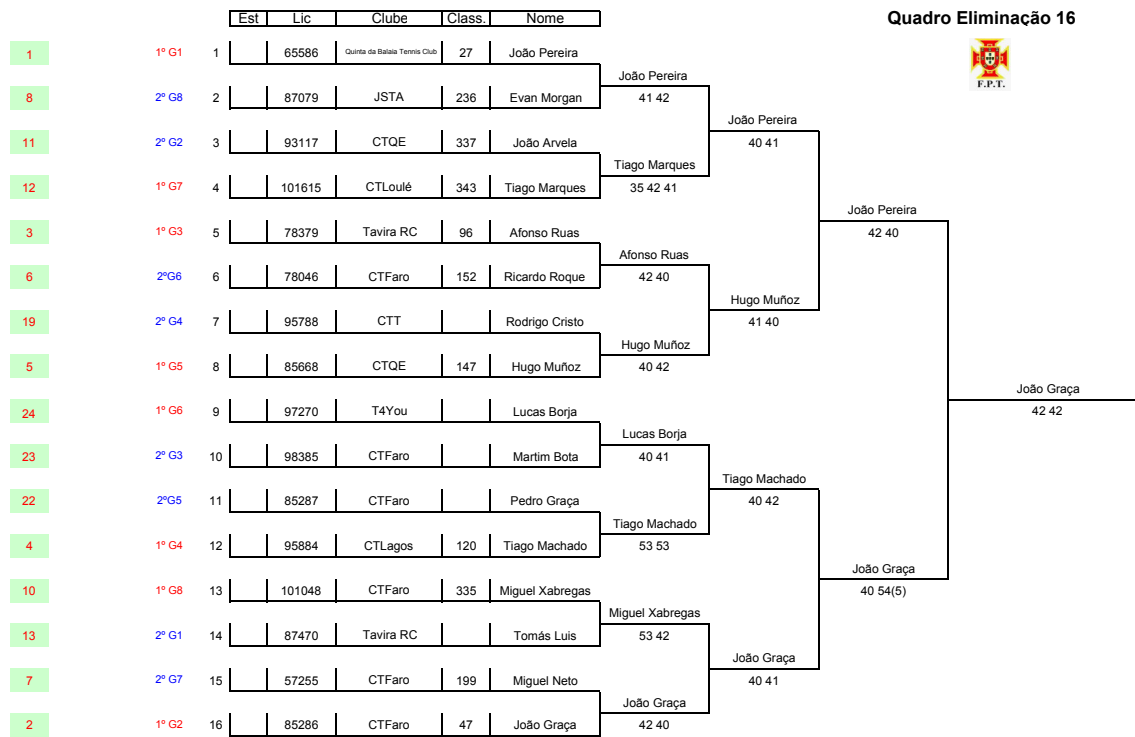 Est Lic Clube Class. Nome
Quadro Eliminação 16
F.P.T.
1 1º G1 1 65586 Quinta da Balaia Tennis Club 27 João Pereira
João Pereira
41 42
8 2º G8 2 87079 JSTA 236 Evan Morgan
João Pereira
40 41
11 2º G2 3 93117 CTQE 337 João Arvela
Tiago Marques
35 42 41
12 1º G7 4 101615 CTLoulé 343 Tiago Marques
João Pereira
42 40
3 1º G3 5 78379 Tavira RC 96 Afonso Ruas
Afonso Ruas
42 40
6 2ºG6 6 78046 CTFaro 152 Ricardo Roque
Hugo Muñoz
41 40
19 2º G4 7 95788 CTT Rodrigo Cristo
Hugo Muñoz
40 42
5 1º G5 8 85668 CTQE 147 Hugo Muñoz
João Graça
42 42
24 1º G6 9 97270 T4You Lucas Borja
Lucas Borja
40 41
23 2º G3 10 98385 CTFaro Martim Bota
Tiago Machado
40 42
22 2ºG5 11 85287 CTFaro Pedro Graça
Tiago Machado
53 53
4 1º G4 12 95884 CTLagos 120 Tiago Machado
João Graça
40 54(5)
10 1º G8 13 101048 CTFaro 335 Miguel Xabregas
Miguel Xabregas
53 42
13 2º G1 14 87470 Tavira RC Tomás Luis
João Graça
40 41
7 2º G7 15 57255 CTFaro 199 Miguel Neto
João Graça
42 40
2 1º G2 16 85286 CTFaro 47 João Graça